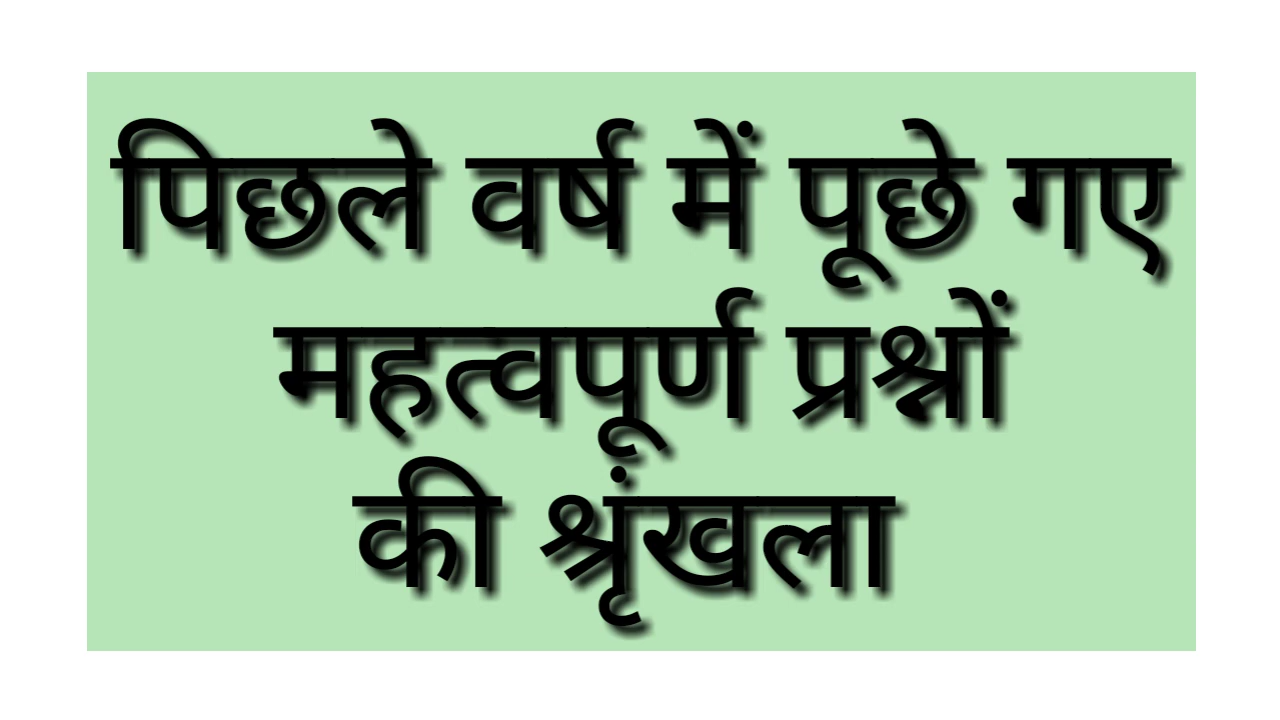 पिछले वर्ष में पूछे गए
महत्वपूर्ण प्रश्नों
की श्रृंखला